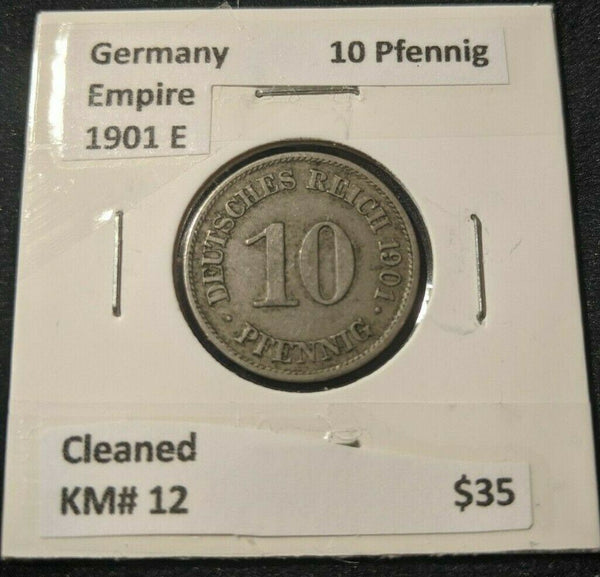 Germany 10 Pfennig
Empire
1901 E
DEUTSCHES REICH 1901
10
PFENNIG
Cleaned
KM# 12 $35